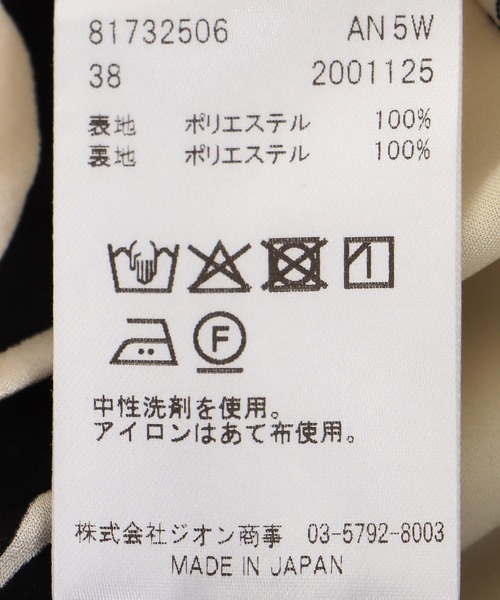 81732506 AN 5W
38 2001125
表地 ポリエステル 100%
裏地 ポリエステル 100%
F
中性洗剤を使用。
アイロンはあて布使用。
株式会社ジオン商事 03-5792-8003
MADE IN JAPAN